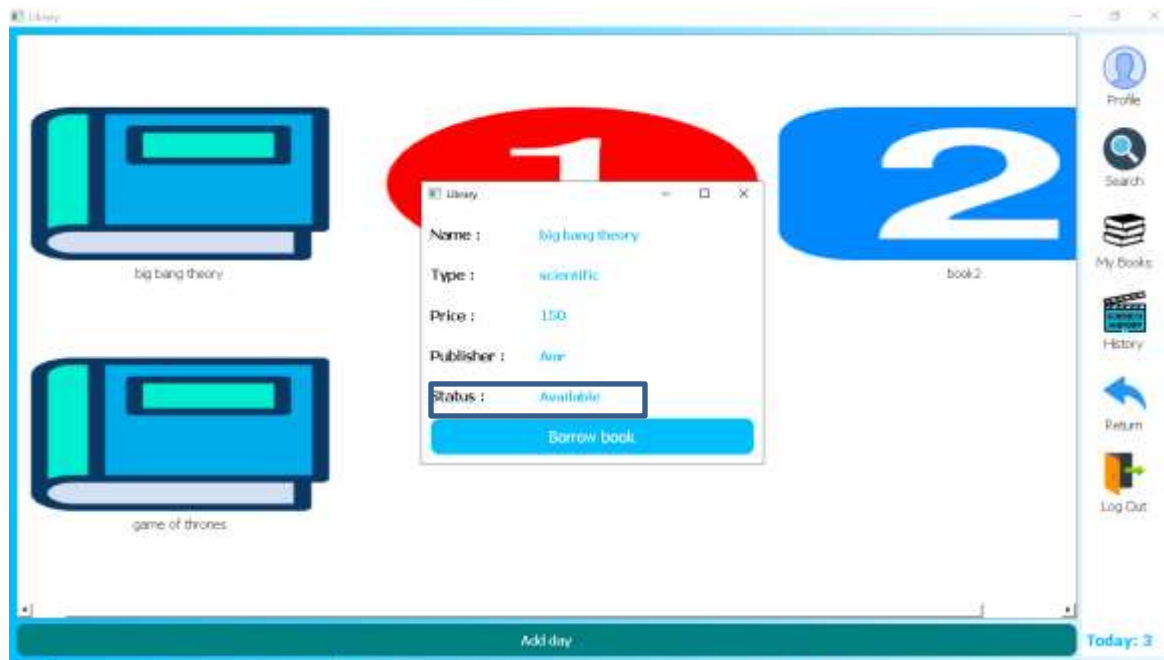 Library
1
2
big bang theory
book2
game of thrones
Library
Name : big bang theory
Type : scientific
Price : 150
Publisher :
Status : Available
Borrow book
Profile
Search
My Books
History
Return
Log Out
Add day
Today: 3